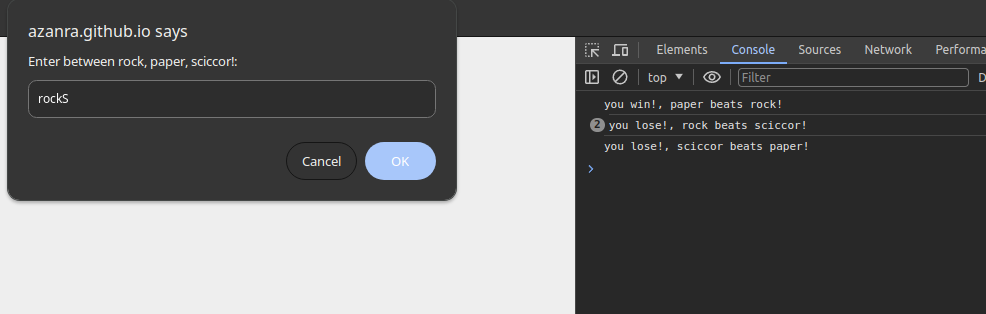 azanra.github.io says
Enter between rock, paper, sciccor!:
rockS
Cancel
OK
Elements Console Sources Network Performa
top
Filter
D
you win!, paper beats rock!
2 you lose!, rock beats sciccor!
you lose!, sciccor beats paper!